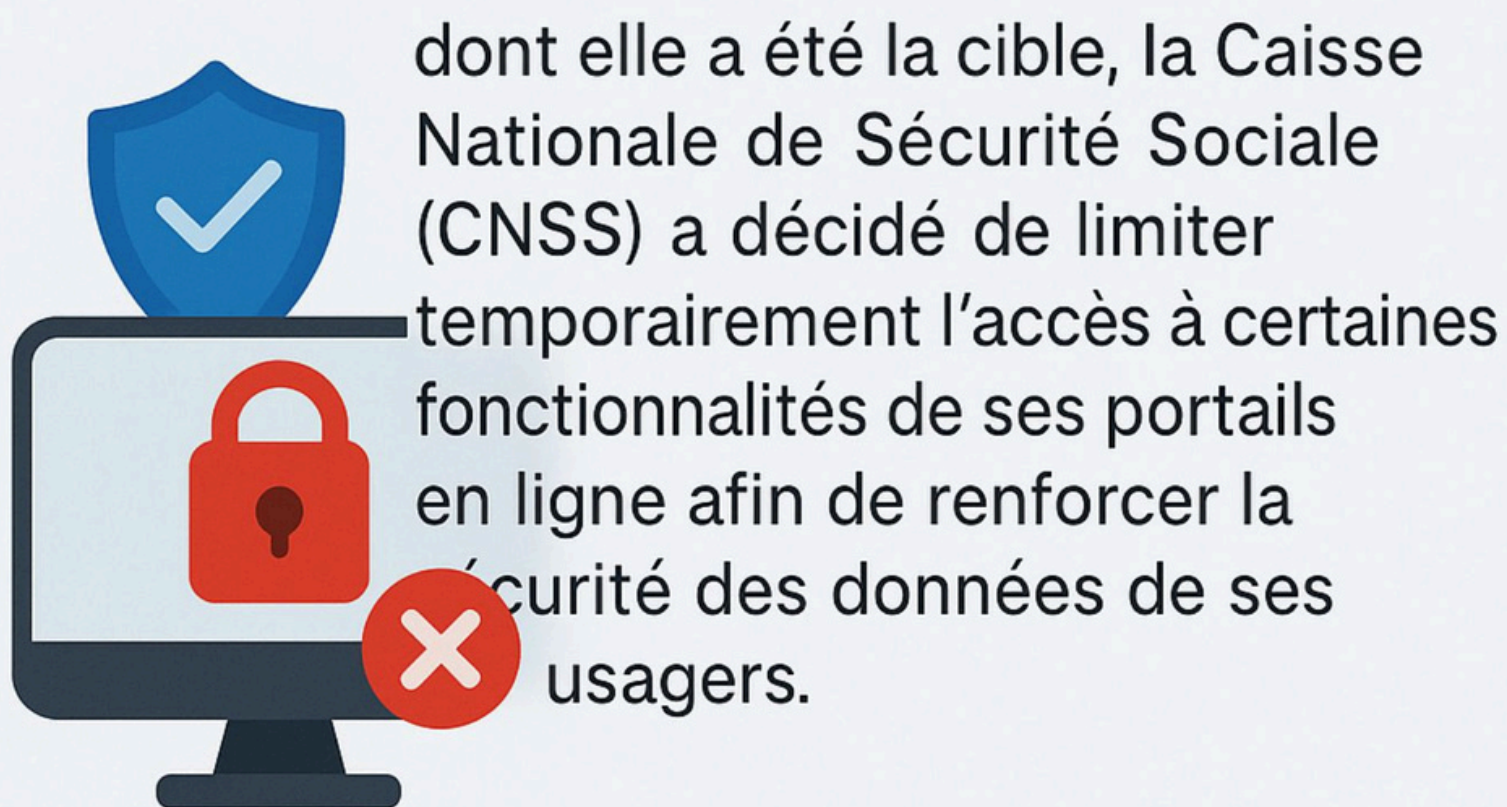 dont elle a été la cible, la Caisse
Nationale de Sécurité Sociale
(CNSS) a décidé de limiter
temporairement l’accès à certaines
fonctionnalités de ses portails
en ligne afin de renforcer la
des données de ses
usagers.